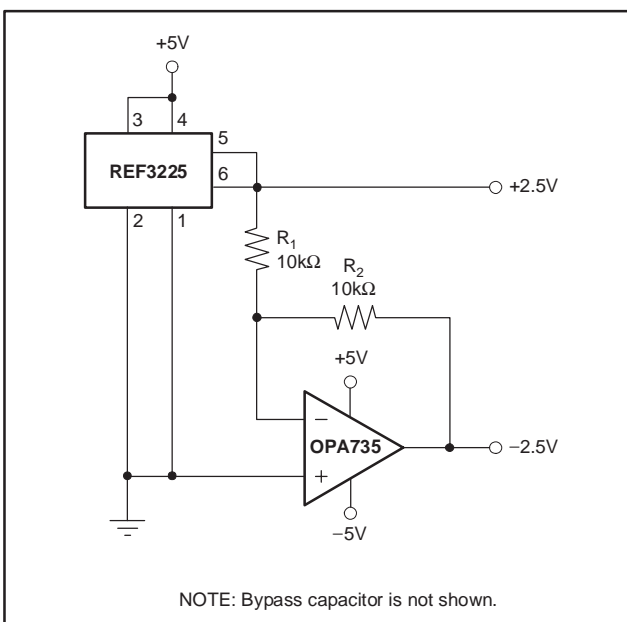 +5V
3 4
5
REF3225
6
+2.5V
2 1
R1
10kΩ
R2
10kΩ
+5V
−
OPA735
−2.5V
+
−5V
NOTE: Bypass capacitor is not shown.